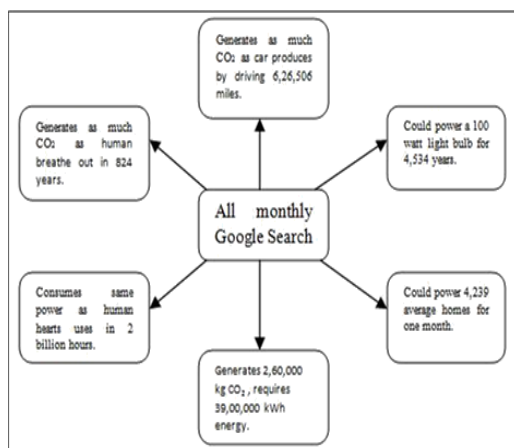 Generates as much
CO₂ as car produces
by driving 6,26,506
miles.
Generates as much
CO₂ as human
breathe out in 824
years.
Could power a 100
watt light bulb for
4,534 years.
All monthly
Google Search
Consumes same
power as human
hearts uses in 2
billion hours.
Could power 4,239
average homes for
one month.
Generates 2,60,000
kg CO₂ , requires
39,00,000 kWh
energy.